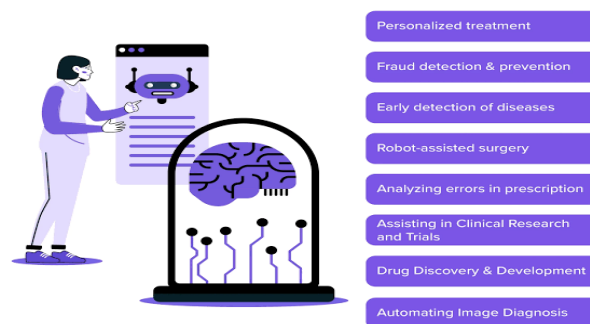 Personalized treatment
Fraud detection & prevention
Early detection of diseases
Robot-assisted surgery
Analyzing errors in prescription
Assisting in Clinical Research
and Trials
Drug Discovery & Development
Automating Image Diagnosis